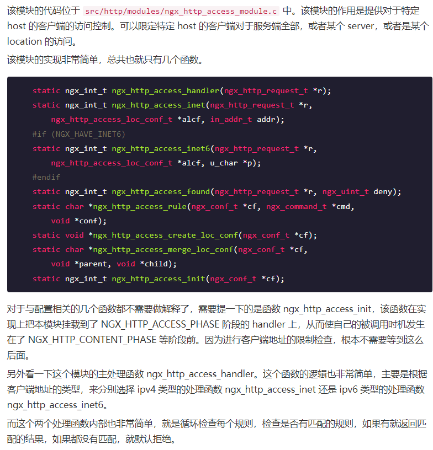 该模块的代码位于 src/http/modules/ngx_http_access_module.c 中。该模块的作用是提供对于特定
host 的客户端的访问控制。可以限定特定 host 的客户端对于服务端全部，或者某个 server，或者是某个
location 的访问。
该模块的实现非常简单，总共也就只有几个函数。
static ngx_int_t ngx_http_access_handler(ngx_http_request_t *r);
static ngx_int_t ngx_http_access_inet(ngx_http_request_t *r,
ngx_http_access_loc_conf_t *alcf, in_addr_t addr);
#if (NGX_HAVE_INET6)
static ngx_int_t ngx_http_access_inet6(ngx_http_request_t *r,
ngx_http_access_loc_conf_t *alcf, u_char *p);
#endif
static ngx_int_t ngx_http_access_found(ngx_http_request_t *r, ngx_uint_t deny);
static char *ngx_http_access_rule(ngx_conf_t *cf, ngx_command_t *cmd,
void *conf);
static void *ngx_http_access_create_loc_conf(ngx_conf_t *cf);
static char *ngx_http_access_merge_loc_conf(ngx_conf_t *cf,
void *parent, void *child);
static ngx_int_t ngx_http_access_init(ngx_conf_t *cf);
对于与配置相关的几个函数都不需要做解释了，需要提一下的是函数 ngx_http_access_init，该函数在实
现上把本模块挂载到了 NGX_HTTP_ACCESS_PHASE 阶段的 handler 上，从而使自己的被调用时机发生
在了 NGX_HTTP_CONTENT_PHASE 等阶段前。因为进行客户端地址的限制检查，根本不需要等到这么
后面。
另外看一下这个模块的主处理函数 ngx_http_access_handler。这个函数的逻辑也非常简单，主要是根据
客户端地址的类型，来分别选择 ipv4 类型的处理函数 ngx_http_access_inet 还是 ipv6 类型的处理函数
ngx_http_access_inet6。
而这个两个处理函数内部也非常简单，就是循环检查每个规则，检查是否有匹配的规则，如果有就返回匹
配的结果，如果都没有匹配，就默认拒绝。